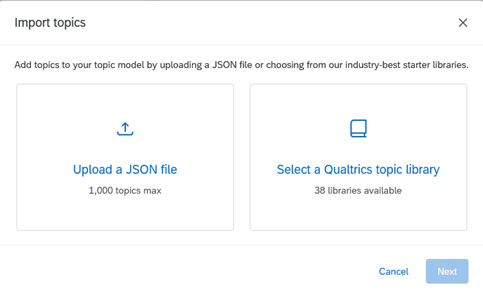 Import topics
Add topics to your topic model by uploading a JSON file or choosing from our industry-best starter libraries.
Upload a JSON file
1,000 topics max
Select a Qualtrics topic library
38 libraries available
Cancel
Next